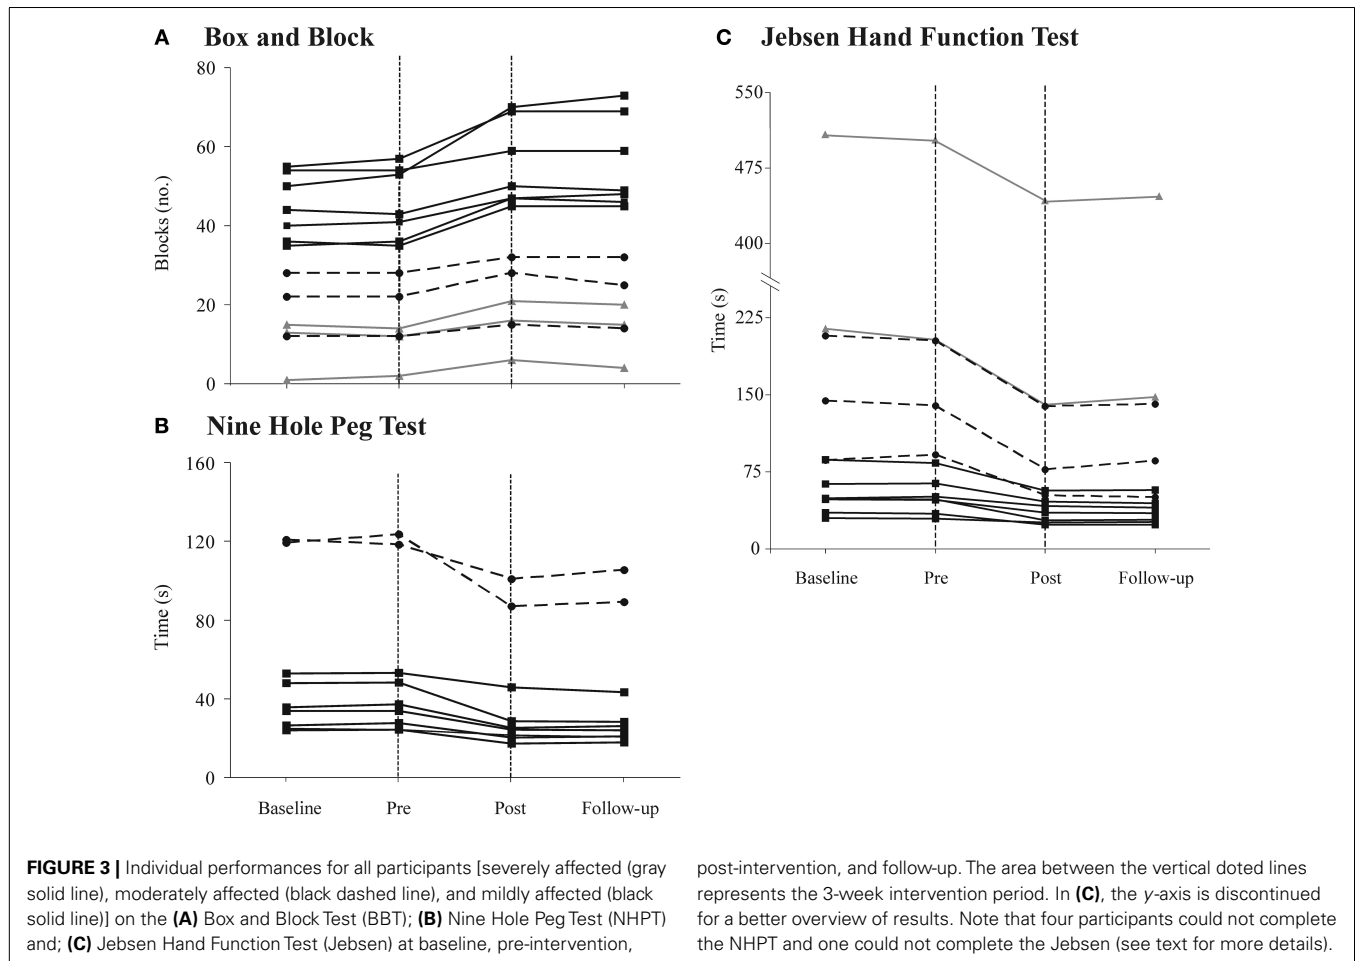 A Box and Block
80
60
40
20
0
Blocks (no.)
B Nine Hole Peg Test
160
120
80
40
0
Time (s)
Baseline Pre Post Follow-up
C Jebsen Hand Function Test
550
475
400
225
150
75
0
Time (s)
Baseline Pre Post Follow-up
FIGURE 3 | Individual performances for all participants [severely affected (gray
solid line), moderately affected (black dashed line), and mildly affected (black
solid line)] on the (A) Box and Block Test (BBT); (B) Nine Hole Peg Test (NHPT)
and; (C) Jebsen Hand Function Test (Jebsen) at baseline, pre-intervention,
post-intervention, and follow-up. The area between the vertical doted lines
represents the 3-week intervention period. In (C), the y-axis is discontinued
for a better overview of results. Note that four participants could not complete
the NHPT and one could not complete the Jebsen (see text for more details).